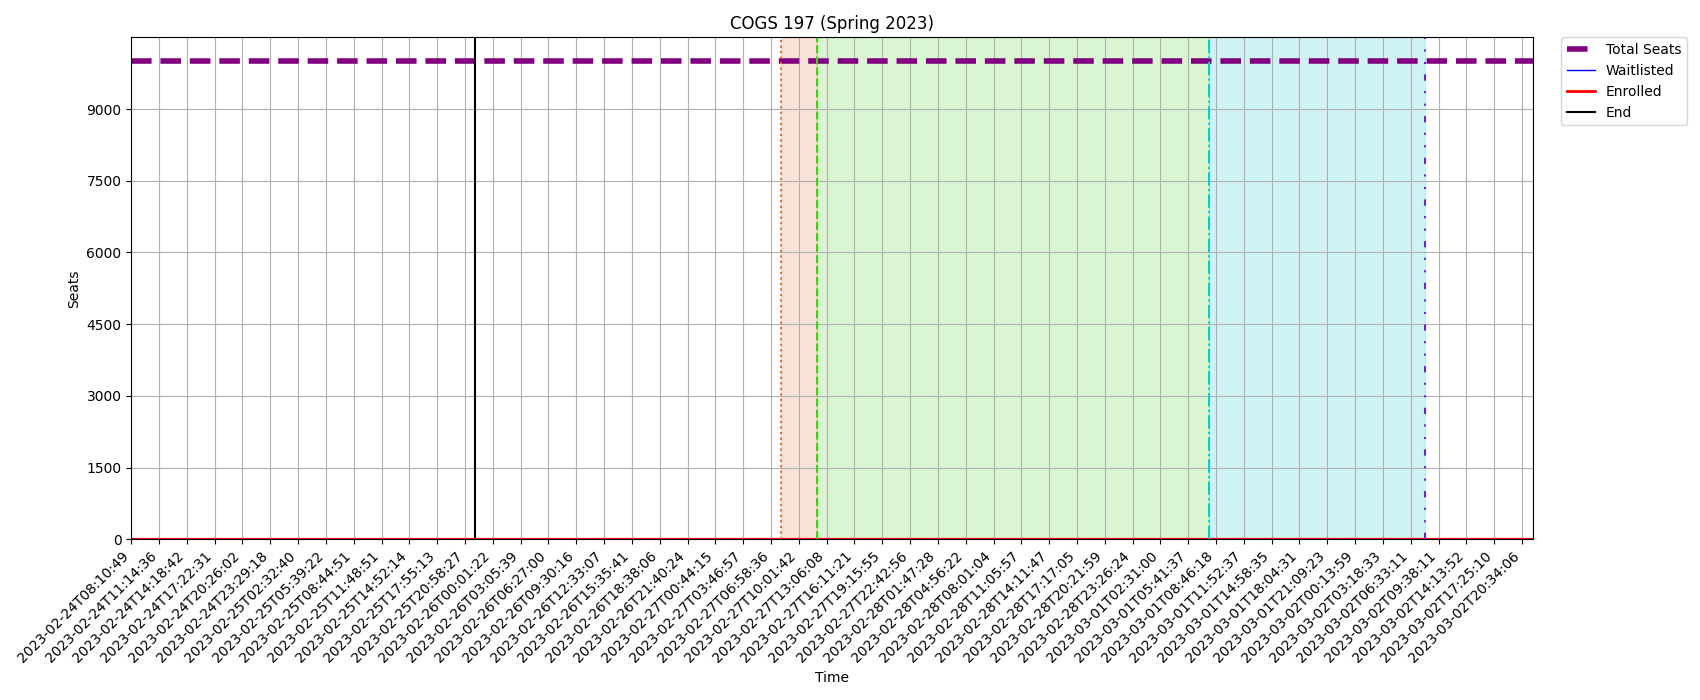 COGS 197 (Spring 2023)
Total Seats
Waitlisted
Enrolled
End
Seats
9000
7500
6000
4500
3000
1500
0
2023-02-24T08:10:49
2023-02-24T11:14:36
2023-02-24T14:18:42
2023-02-24T17:22:31
2023-02-24T20:26:02
2023-02-24T23:29:18
2023-02-25T02:32:40
2023-02-25T05:39:22
2023-02-25T08:44:51
2023-02-25T11:48:51
2023-02-25T14:52:14
2023-02-25T17:55:13
2023-02-25T20:58:27
2023-02-26T00:01:22
2023-02-26T03:05:39
2023-02-26T06:27:00
2023-02-26T09:30:16
2023-02-26T12:33:07
2023-02-26T15:35:41
2023-02-26T18:38:06
2023-02-26T21:40:24
2023-02-27T00:44:15
2023-02-27T03:46:57
2023-02-27T06:58:36
2023-02-27T10:01:42
2023-02-27T13:06:08
2023-02-27T16:11:21
2023-02-27T19:15:55
2023-02-27T22:42:56
2023-02-28T01:47:28
2023-02-28T04:56:22
2023-02-28T08:01:04
2023-02-28T11:05:57
2023-02-28T14:11:47
2023-02-28T17:17:05
2023-02-28T20:21:59
2023-02-28T23:26:24
2023-03-01T02:31:00
2023-03-01T05:41:37
2023-03-01T08:46:18
2023-03-01T11:52:37
2023-03-01T14:58:35
2023-03-01T18:04:31
2023-03-01T21:09:23
2023-03-02T00:13:59
2023-03-02T03:18:33
2023-03-02T06:33:11
2023-03-02T09:38:11
2023-03-02T14:13:52
2023-03-02T17:25:10
2023-03-02T20:34:06
Time